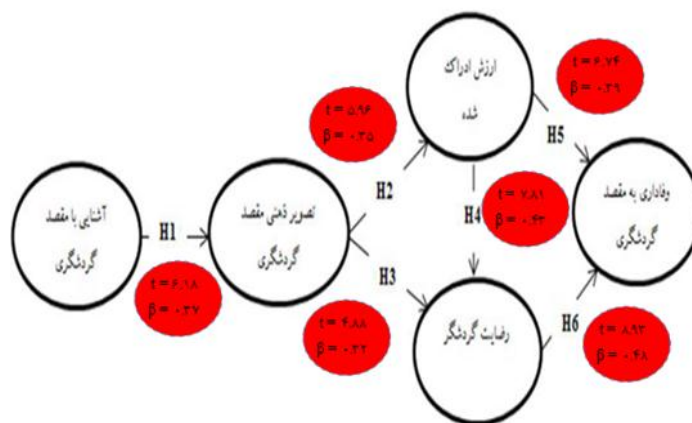 ارزش ادراک
شده
t = ۶.۷۴
β = ۰.۳۹
t = ۵.۹۶
β = ۰.۳۵
H5
H2
t = ۷.۸۱
β = ۰.۴۳
H4
وفاداری به مقصد
گردشگری
آشنایی با مقصد
گردشگری
H1
تصویر ذهنی مقصد
گردشگری
t = ۶.۱۸
β = ۰.۳۷
H3
t = ۴.۸۸
β = ۰.۳۲
رضایت گردشگر
H6
t = ۸.۹۳
β = ۰.۴۸